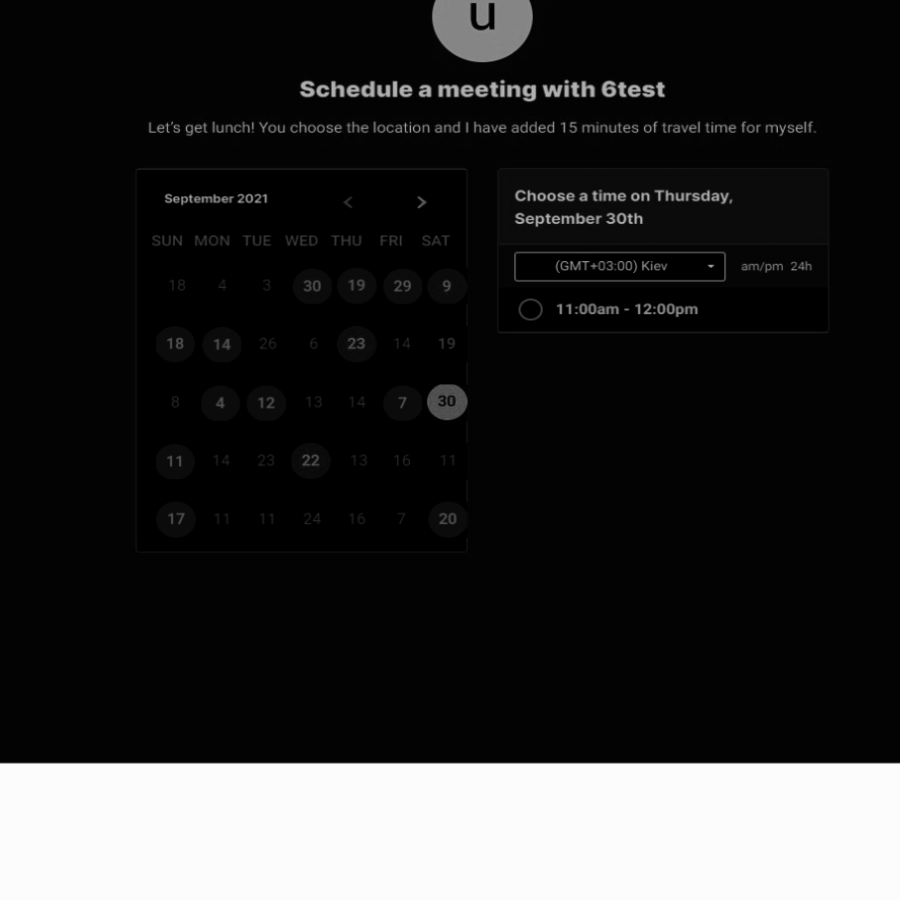 u
Schedule a meeting with 6test
Let's get lunch! You choose the location and I have added 15 minutes of travel time for myself.
September 2021 < >
SUN MON TUE WED THU FRI SAT
18 4 3 30 19 29 9
18 14 26 6 23 14 19
8 4 12 13 14 7 30
11 14 23 22 13 16 11
17 11 11 24 16 7 20
Choose a time on Thursday,
September 30th
(GMT+03:00) Kiev am/pm 24h
11:00am - 12:00pm